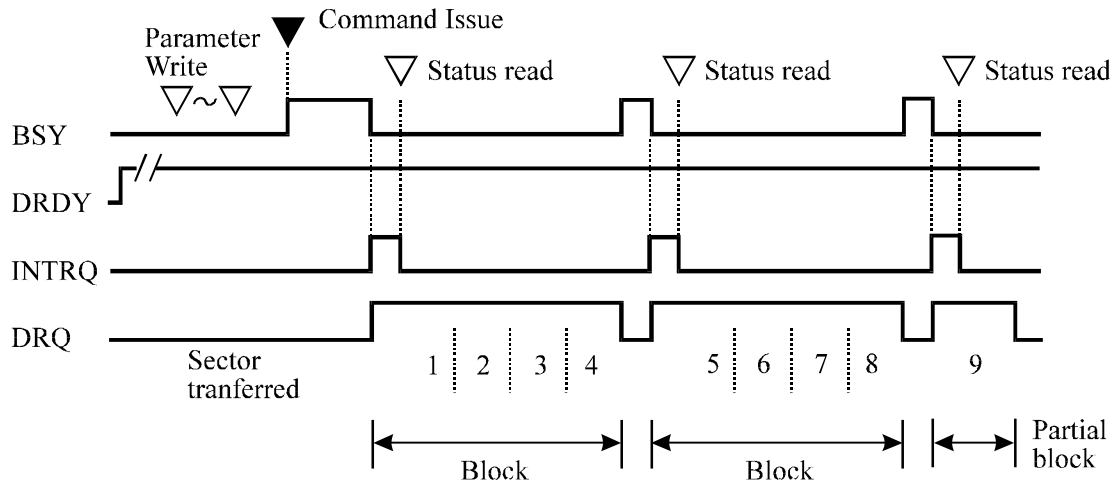 Command Issue
Parameter
Write
Status read
Status read
Status read
BSY
DRDY
INTRQ
DRQ
Sector
tranferred
1 2 3 4 5 6 7 8 9
Block
Block
Partial
block